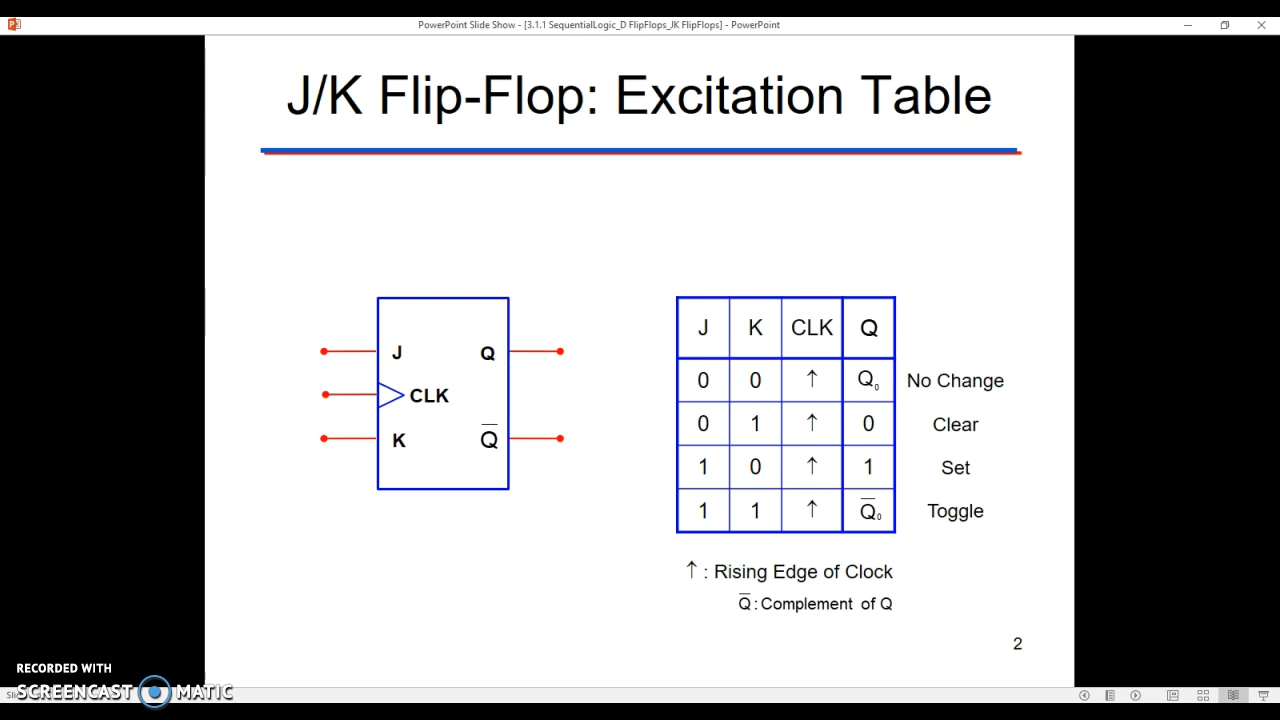 PowerPoint Slide Show - [3.1.1 SequentialLogic_D FlipFlops_JK FlipFlops] - PowerPoint
J/K Flip-Flop: Excitation Table
J Q
CLK
K Q̅
J K CLK Q
0 0 ↑ Q₀ No Change
0 1 ↑ 0 Clear
1 0 ↑ 1 Set
1 1 ↑ Q̅₀ Toggle
↑ : Rising Edge of Clock
Q̅ : Complement of Q
2
RECORDED WITH
SCREENCAST MATIC